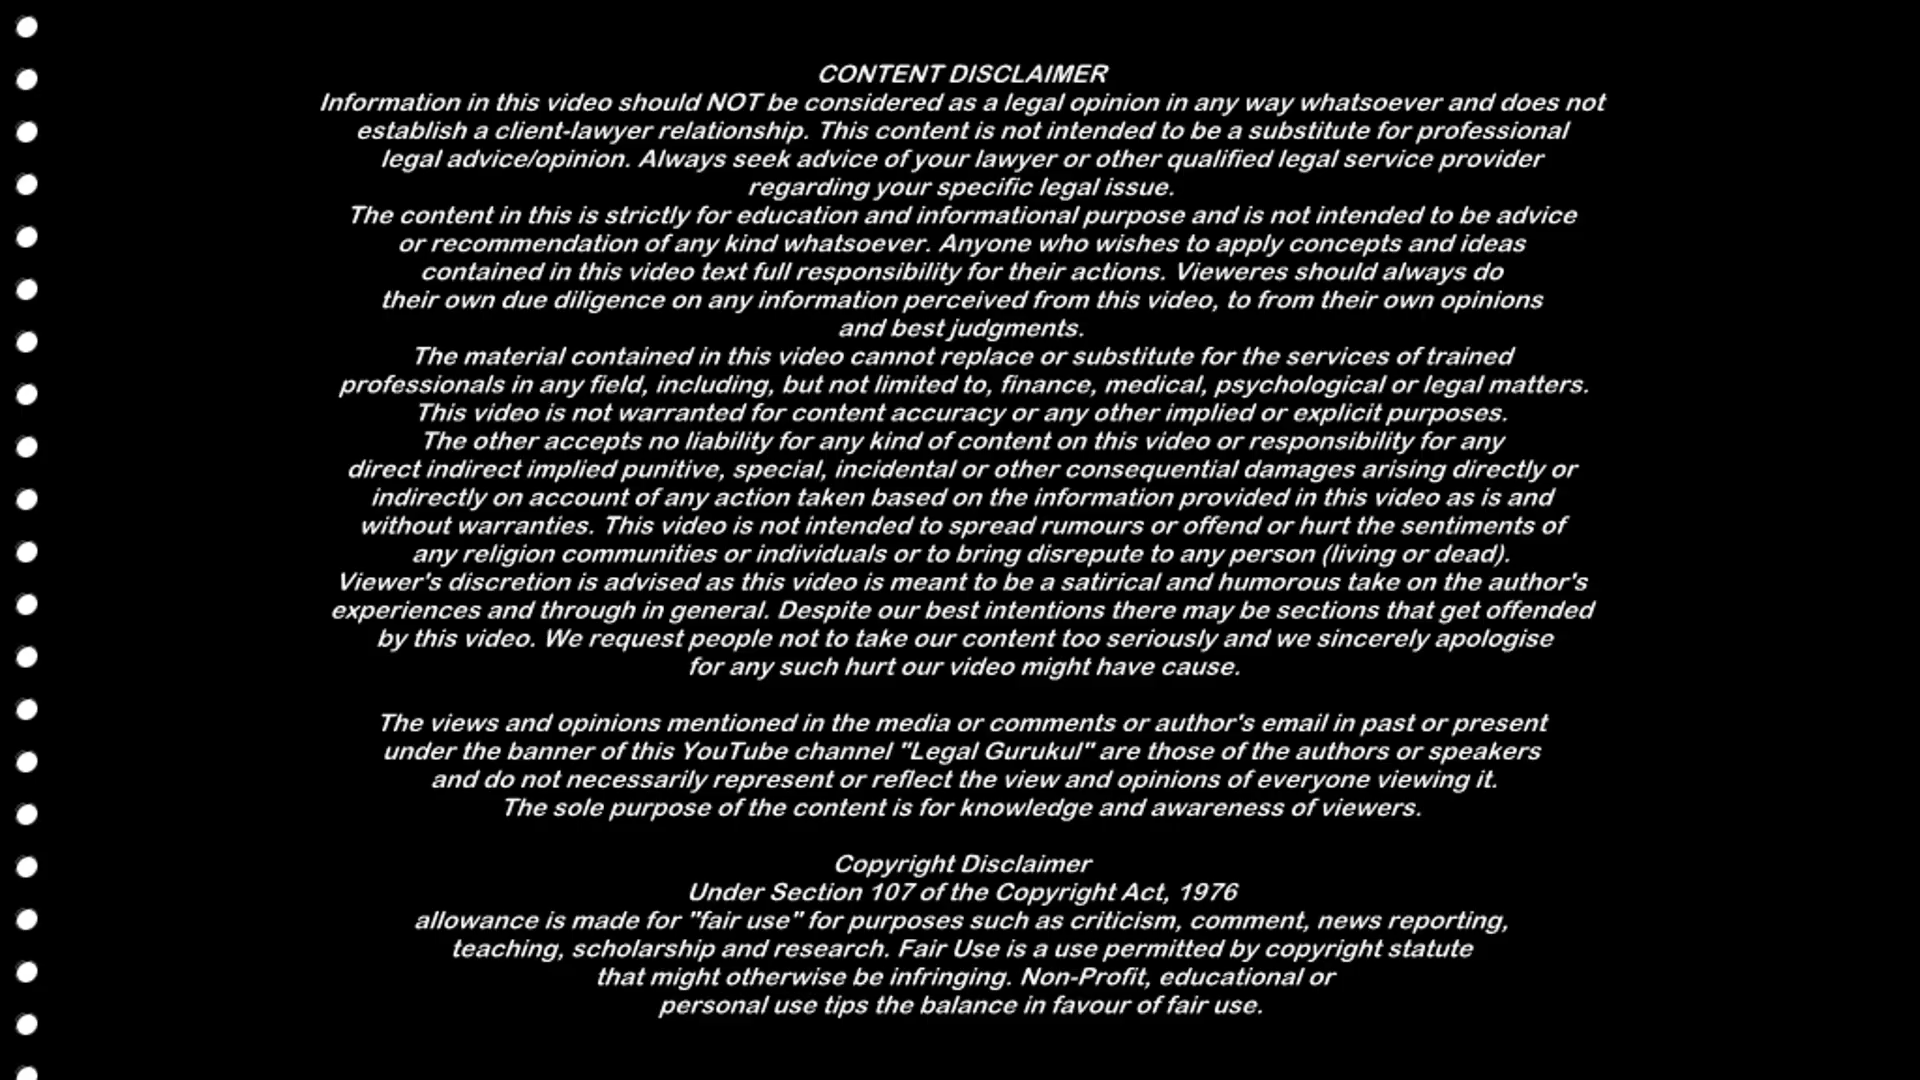 CONTENT DISCLAIMER
Information in this video should NOT be considered as a legal opinion in any way whatsoever and does not
establish a client-lawyer relationship. This content is not intended to be a substitute for professional
legal advice/opinion. Always seek advice of your lawyer or other qualified legal service provider
regarding your specific legal issue.
The content in this is strictly for education and informational purpose and is not intended to be advice
or recommendation of any kind whatsoever. Anyone who wishes to apply concepts and ideas
contained in this video text full responsibility for their actions. Vieweres should always do
their own due diligence on any information perceived from this video, to from their own opinions
and best judgments.
The material contained in this video cannot replace or substitute for the services of trained
professionals in any field, including, but not limited to, finance, medical, psychological or legal matters.
This video is not warranted for content accuracy or any other implied or explicit purposes.
The other accepts no liability for any kind of content on this video or responsibility for any
direct indirect implied punitive, special, incidental or other consequential damages arising directly or
indirectly on account of any action taken based on the information provided in this video as is and
without warranties. This video is not intended to spread rumours or offend or hurt the sentiments of
any religion communities or individuals or to bring disrepute to any person (living or dead).
Viewer's discretion is advised as this video is meant to be a satirical and humorous take on the author's
experiences and through in general. Despite our best intentions there may be sections that get offended
by this video. We request people not to take our content too seriously and we sincerely apologise
for any such hurt our video might have cause.
The views and opinions mentioned in the media or comments or author's email in past or present
under the banner of this YouTube channel "Legal Gurukul" are those of the authors or speakers
and do not necessarily represent or reflect the view and opinions of everyone viewing it.
The sole purpose of the content is for knowledge and awareness of viewers.
Copyright Disclaimer
Under Section 107 of the Copyright Act, 1976
allowance is made for "fair use" for purposes such as criticism, comment, news reporting,
teaching, scholarship and research. Fair Use is a use permitted by copyright statute
that might otherwise be infringing. Non-Profit, educational or
personal use tips the balance in favour of fair use.